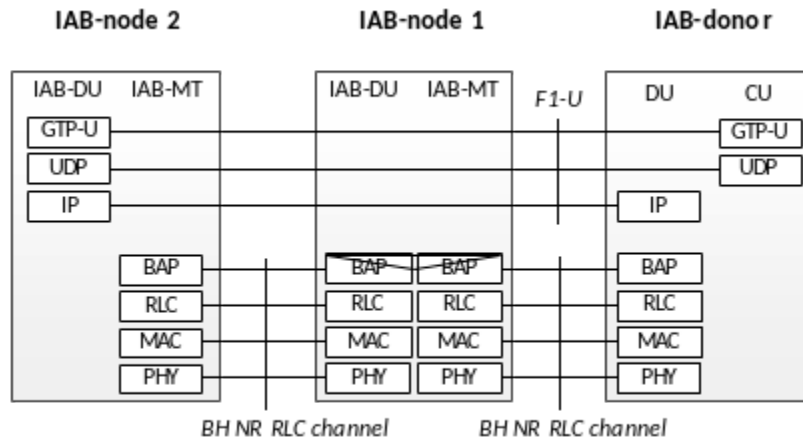 IAB-node 2 IAB-node 1 IAB-donor
IAB-DU IAB-MT IAB-DU IAB-MT F1-U DU CU
GTP-U GTP-U
UDP UDP
IP IP
BAP BAP BAP BAP
RLC RLC RLC RLC
MAC MAC MAC MAC
PHY PHY PHY PHY
BH NR RLC channel BH NR RLC channel